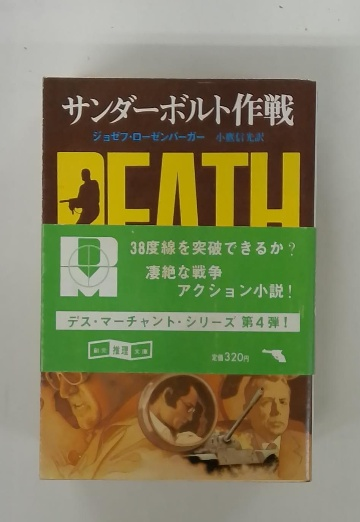 サンダーボルト作戦
ジョゼフ・ローゼンバーガー 小鷹信光訳
DEATH
38度線を突破できるか?
凄絶な戦争
アクション小説!
デス・マーチャント・シリーズ 第4弾!
創元 推理 文庫
定価320円